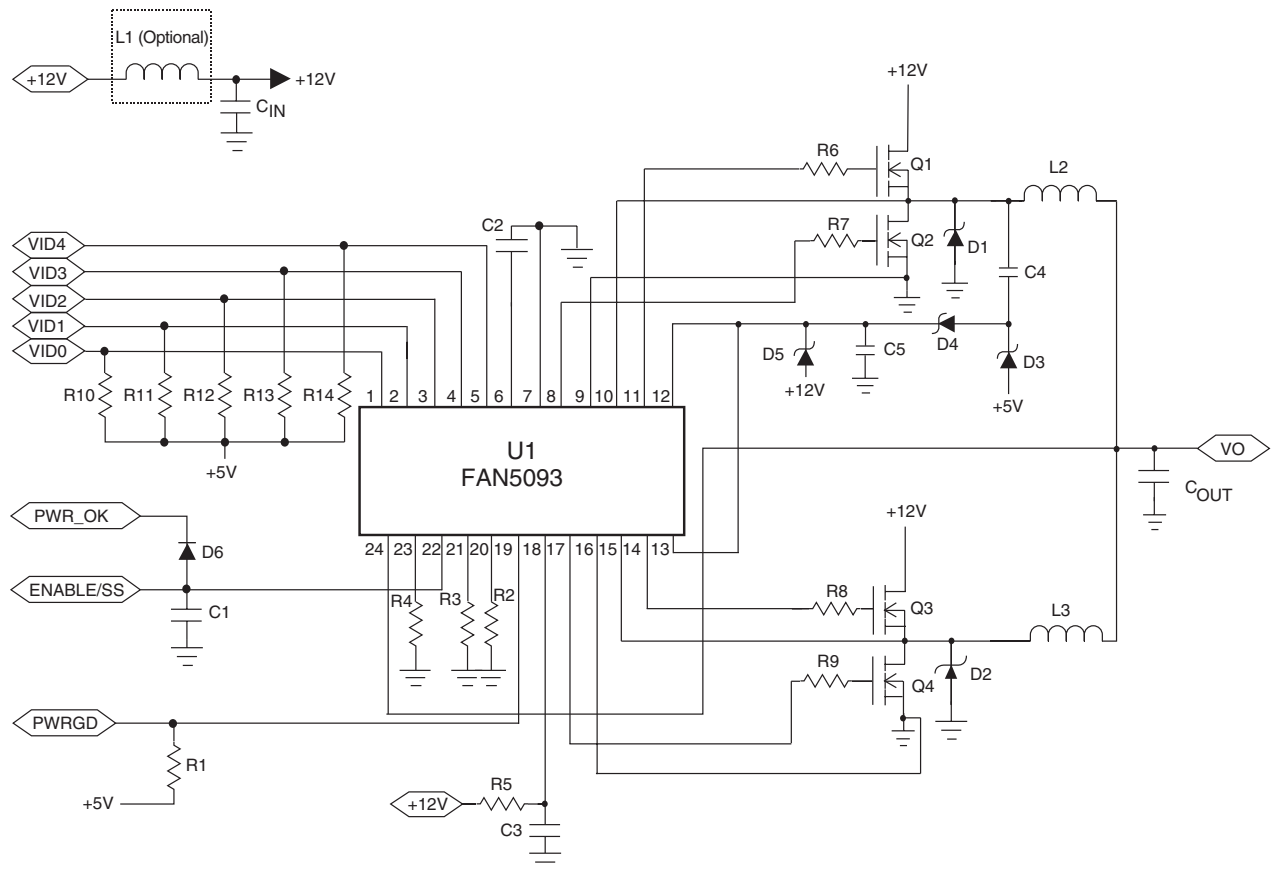 L1 (Optional)
+12V
+12V
CIN
+12V
R6
Q1
L2
C2
R7
Q2
D1
C4
VID4
VID3
VID2
VID1
VID0
D5
C5
D4
D3
+12V
+5V
R10
R11
R12
R13
R14
1 2 3 4 5 6 7 8 9 10 11 12
+5V
U1
FAN5093
VO
COUT
PWR_OK
D6
+12V
24 23 22 21 20 19 18 17 16 15 14 13
ENABLE/SS
C1
R4
R3
R2
R8
Q3
L3
R9
Q4
D2
PWRGD
R1
+5V
+12V
R5
C3